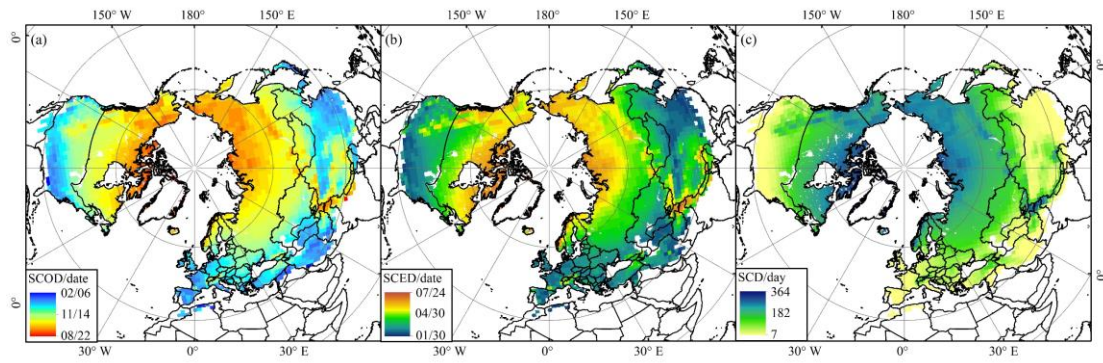 150° W 180° 150° E 150° W 180° 150° E 150° W 180° 150° E
0° (a) (b) (c) 0°
SCOD/date SCED/date SCD/day
02/06 07/24 364
11/14 04/30 182
08/22 01/30 7
0° 0°
30° W 0° 30° E 30° W 0° 30° E 30° W 0° 30° E